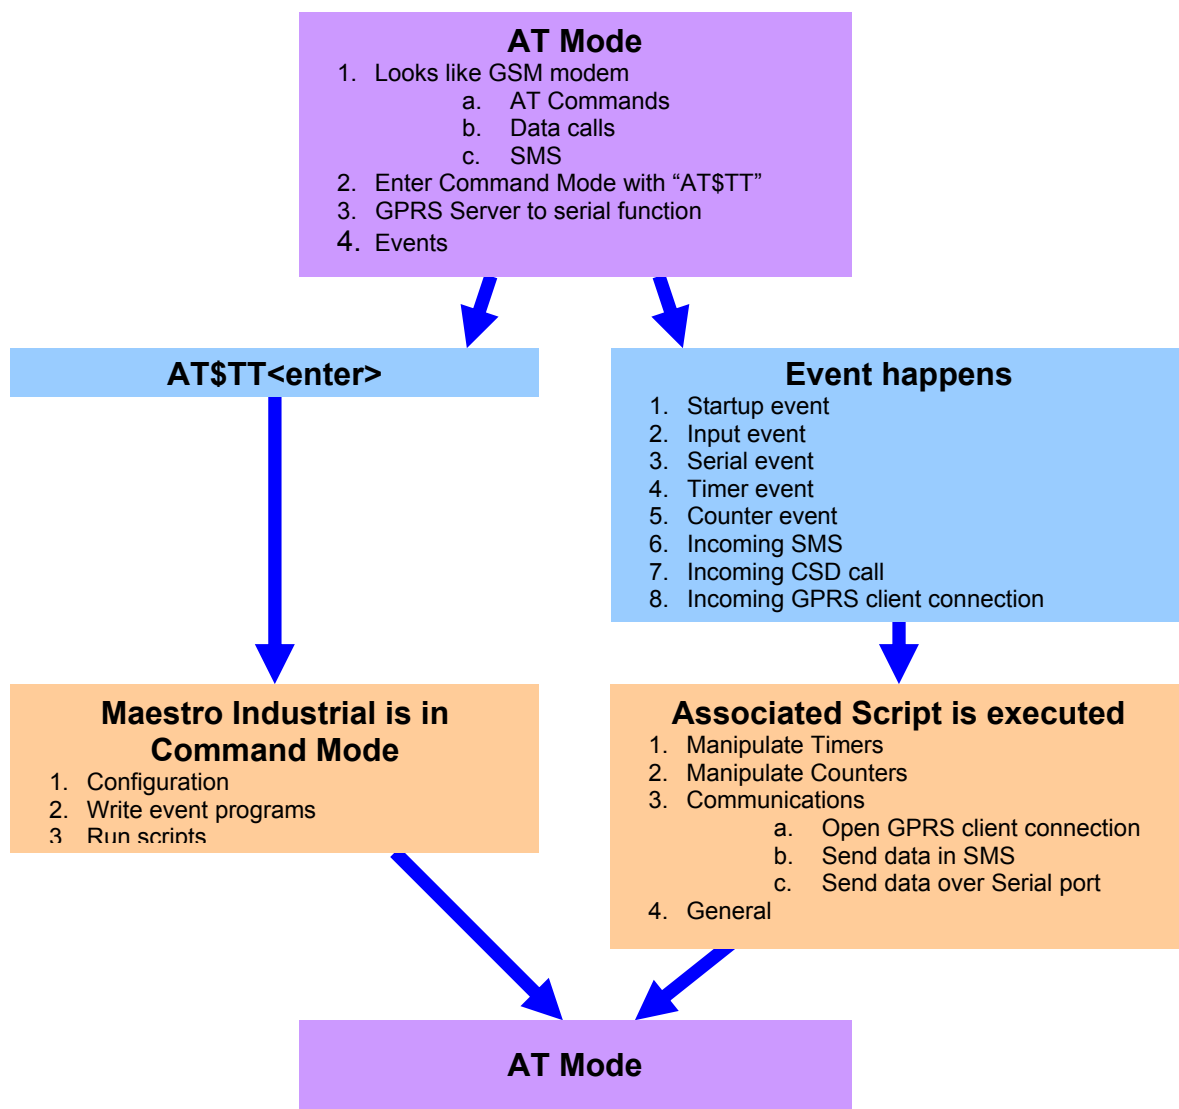 AT Mode
1. Looks like GSM modem
a. AT Commands
b. Data calls
c. SMS
2. Enter Command Mode with “AT$TT”
3. GPRS Server to serial function
4. Events
AT$TT<enter>
Event happens
1. Startup event
2. Input event
3. Serial event
4. Timer event
5. Counter event
6. Incoming SMS
7. Incoming CSD call
8. Incoming GPRS client connection
Maestro Industrial is in
Command Mode
1. Configuration
2. Write event programs
3. Run scripts
Associated Script is executed
1. Manipulate Timers
2. Manipulate Counters
3. Communications
a. Open GPRS client connection
b. Send data in SMS
c. Send data over Serial port
4. General
AT Mode